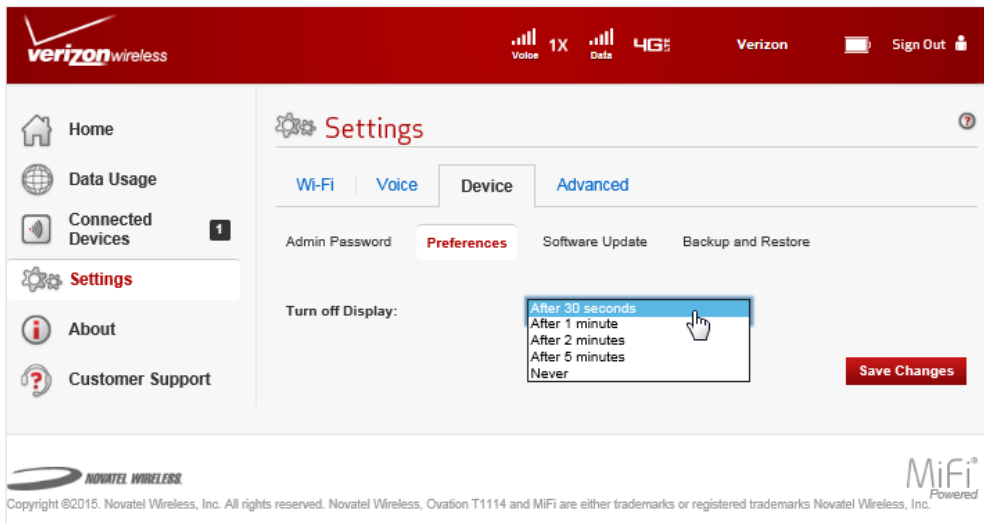 verizonwireless
Voice 1X Data 4G LTE Verizon Sign Out
Home
Data Usage
Connected Devices 1
Settings
About
Customer Support
Settings
Wi-Fi Voice Device Advanced
Admin Password Preferences Software Update Backup and Restore
Turn off Display:
After 30 seconds
After 1 minute
After 2 minutes
After 5 minutes
Never
Save Changes
NOVATEL WIRELESS.
MiFi®
Powered
Copyright ©2015. Novatel Wireless, Inc. All rights reserved. Novatel Wireless, Ovation T1114 and MiFi are either trademarks or registered trademarks Novatel Wireless, Inc.